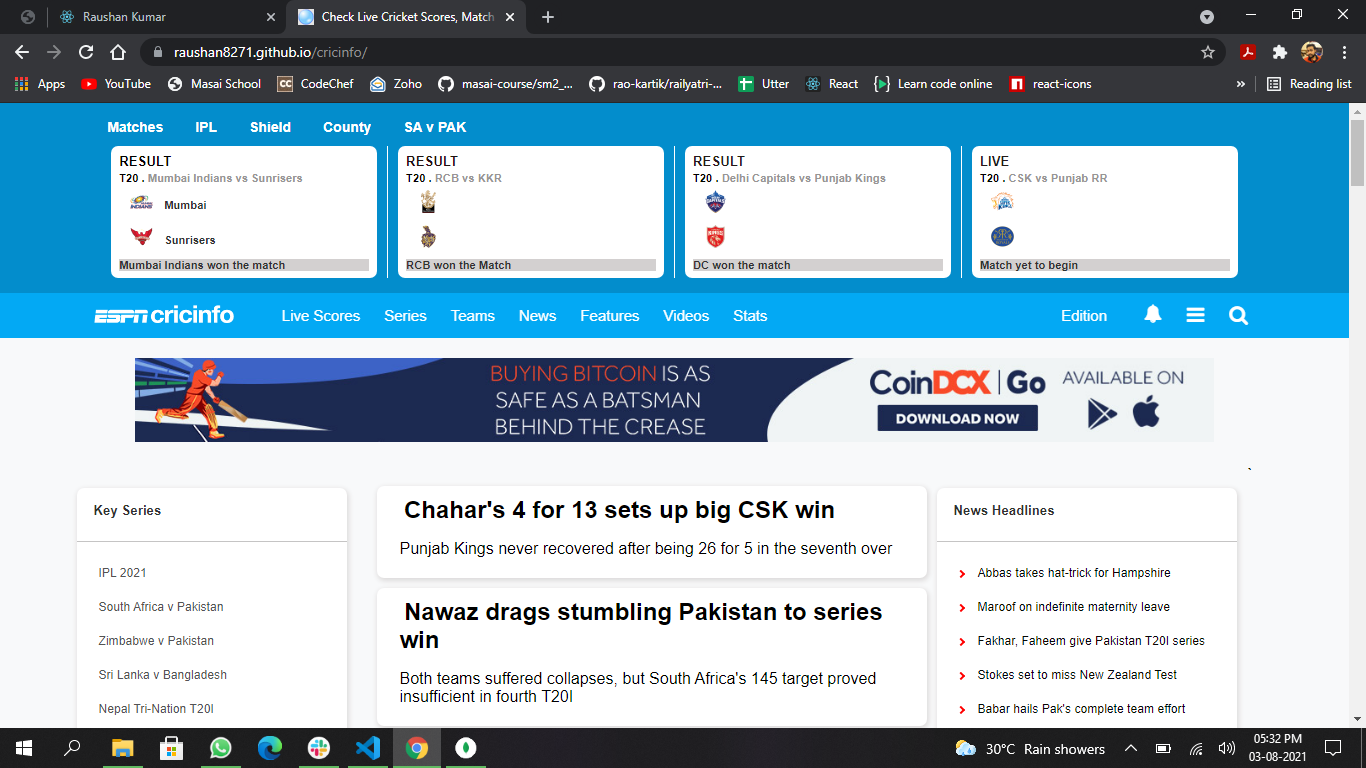 Raushan Kumar
Check Live Cricket Scores, Match
raushan8271.github.io/cricinfo/
Apps YouTube Masai School CodeChef Zoho masai-course/sm2_... rao-kartik/railyatri-... Utter React Learn code online react-icons » Reading list
Matches IPL Shield County SA v PAK
RESULT
T20 . Mumbai Indians vs Sunrisers
Mumbai
Sunrisers
Mumbai Indians won the match
RESULT
T20 . RCB vs KKR
RCB won the Match
RESULT
T20 . Delhi Capitals vs Punjab Kings
DC won the match
LIVE
T20 . CSK vs Punjab RR
Match yet to begin
ESPN cricinfo Live Scores Series Teams News Features Videos Stats Edition
BUYING BITCOIN IS AS
SAFE AS A BATSMAN
BEHIND THE CREASE
CoinDCX | Go
DOWNLOAD NOW
AVAILABLE ON
`
Key Series
IPL 2021
South Africa v Pakistan
Zimbabwe v Pakistan
Sri Lanka v Bangladesh
Nepal Tri-Nation T20I
Chahar's 4 for 13 sets up big CSK win
Punjab Kings never recovered after being 26 for 5 in the seventh over
Nawaz drags stumbling Pakistan to series
win
Both teams suffered collapses, but South Africa's 145 target proved
insufficient in fourth T20I
News Headlines
Abbas takes hat-trick for Hampshire
Maroof on indefinite maternity leave
Fakhar, Faheem give Pakistan T20I series
Stokes set to miss New Zealand Test
Babar hails Pak's complete team effort
30°C Rain showers
05:32 PM
03-08-2021